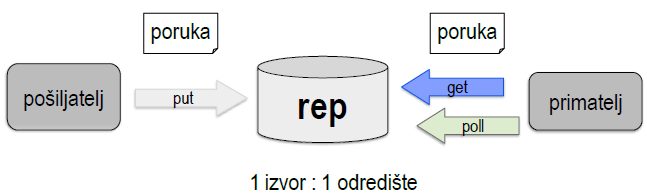 poruka
poruka
pošiljatelj
put
rep
get
poll
primatelj
1 izvor : 1 odredište